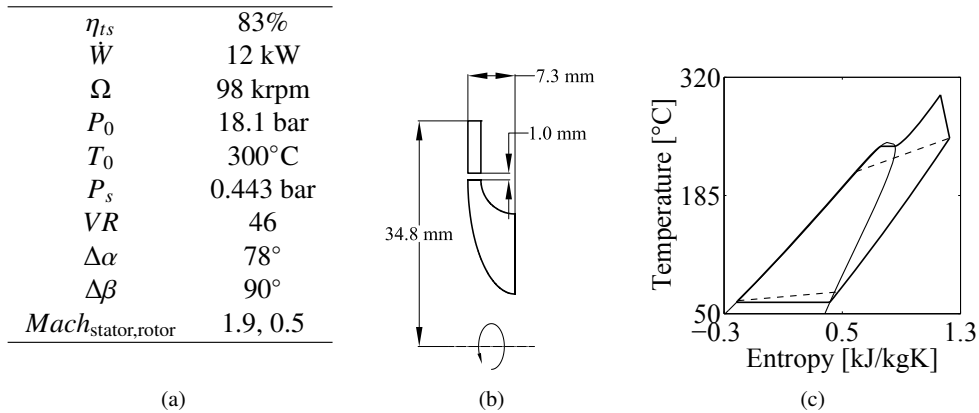 η_ts 83%
Ẇ 12 kW
Ω 98 krpm
P_0 18.1 bar
T_0 300°C
P_s 0.443 bar
VR 46
Δα 78°
Δβ 90°
Mach_stator,rotor 1.9, 0.5
(a)
7.3 mm
1.0 mm
34.8 mm
(b)
320
185
50
Temperature [°C]
−0.3 0.5 1.3
Entropy [kJ/kgK]
(c)